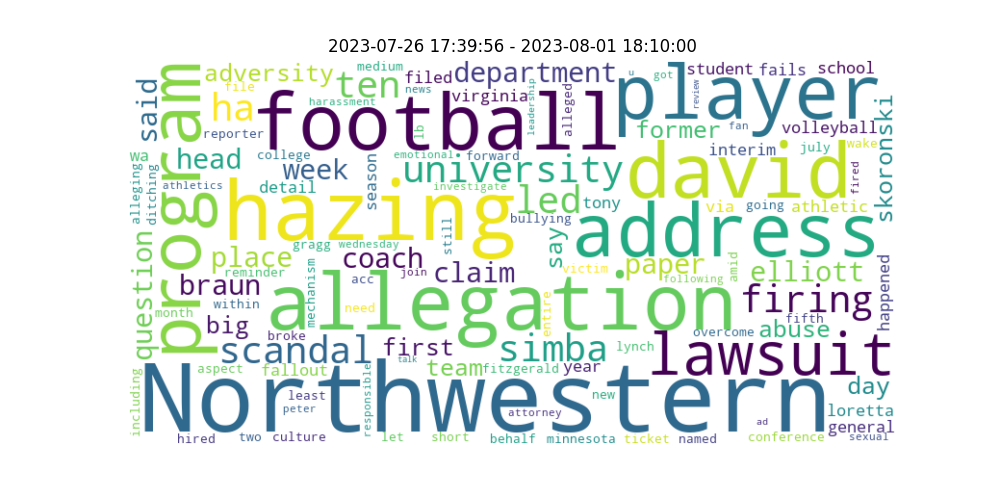 2023-07-26 17:39:56 - 2023-08-01 18:10:00
medium
adversity
ten
filed
department
u
got
student
fails
school
said
program
file
ha
harassment
news
virginia
leadership
alleged
player
review
football
reporter
lb
former
fan
volleyball
skoronski
wa
head
college
week
season
emotional
forward
university
interim
july
wake
david
fired
alleging
ditching
athletics
detail
hazing
investigate
led
tony
via
going
athletic
bullying
address
question
gragg
wednesday
still
say
place
coach
claim
victim
paper
following
amid
elliott
happened
reminder
mechanism
acc
join
braun
within
need
allegation
entire
firing
month
big
broke
fifth
overcome
abuse
scandal
first
simba
lynch
lawsuit
talk
including
aspect
fallout
responsible
team
fitzgerald
year
day
Northwestern
least
peter
new
attorney
loretta
ad
general
hired
two
culture
let
short
behalf
minnesota
ticket
named
conference
sexual